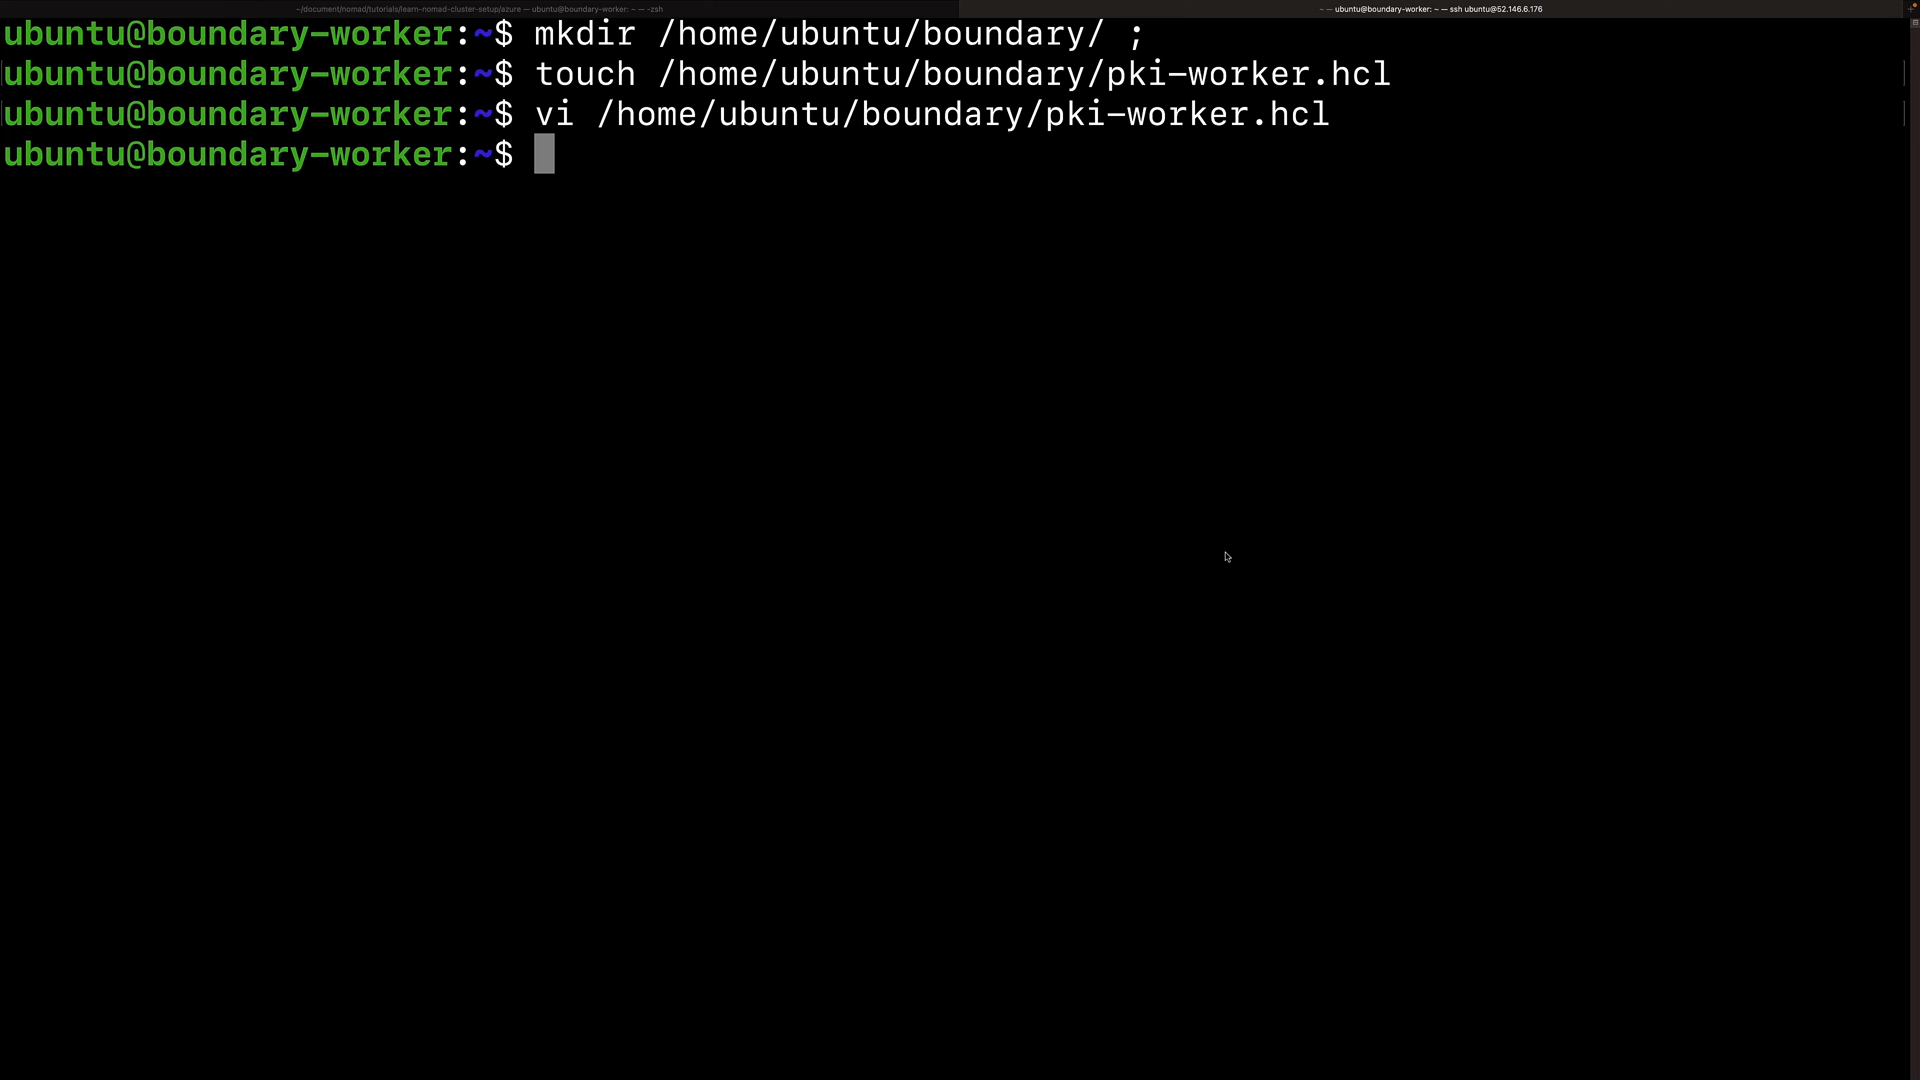 ~/document/nomad/tutorials/learn-nomad-cluster-setup/azure — ubuntu@boundary-worker: ~ — -zsh
~ — ubuntu@boundary-worker: ~ — ssh ubuntu@52.146.6.176
ubuntu@boundary-worker:~$ mkdir /home/ubuntu/boundary/ ;
ubuntu@boundary-worker:~$ touch /home/ubuntu/boundary/pki-worker.hcl
ubuntu@boundary-worker:~$ vi /home/ubuntu/boundary/pki-worker.hcl
ubuntu@boundary-worker:~$